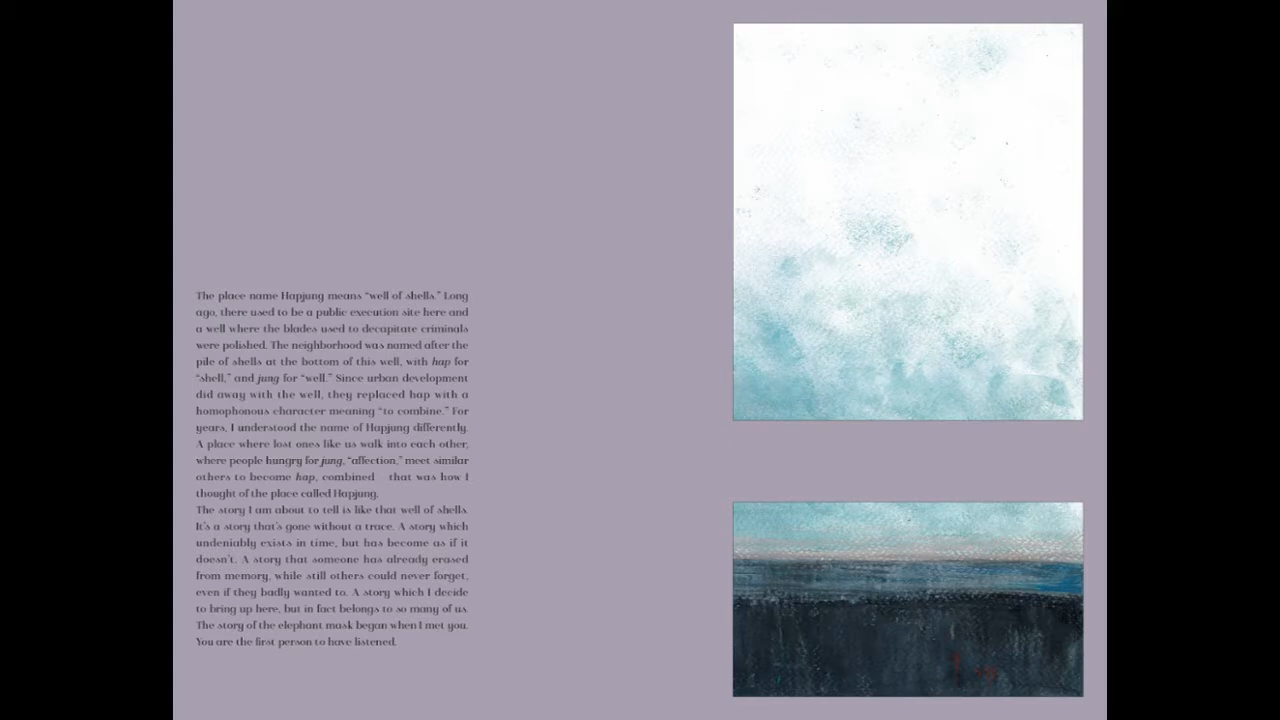 The place name Hapjung means “well of shells.” Long
ago, there used to be a public execution site here and
a well where the blades used to decapitate criminals
were polished. The neighborhood was named after the
pile of shells at the bottom of this well, with hap for
“shell,” and jung for “well.” Since urban development
did away with the well, they replaced hap with a
homophonous character meaning “to combine.” For
years, I understood the name of Hapjung differently.
A place where lost ones like us walk into each other,
where people hungry for jung, “affection,” meet similar
others to become hap, combined that was how I
thought of the place called Hapjung.
The story I am about to tell is like that well of shells.
It’s a story that’s gone without a trace. A story which
undeniably exists in time, but has become as if it
doesn’t. A story that someone has already erased
from memory, while still others could never forget,
even if they badly wanted to. A story which I decide
to bring up here, but in fact belongs to so many of us.
The story of the elephant mask began when I met you.
You are the first person to have listened.